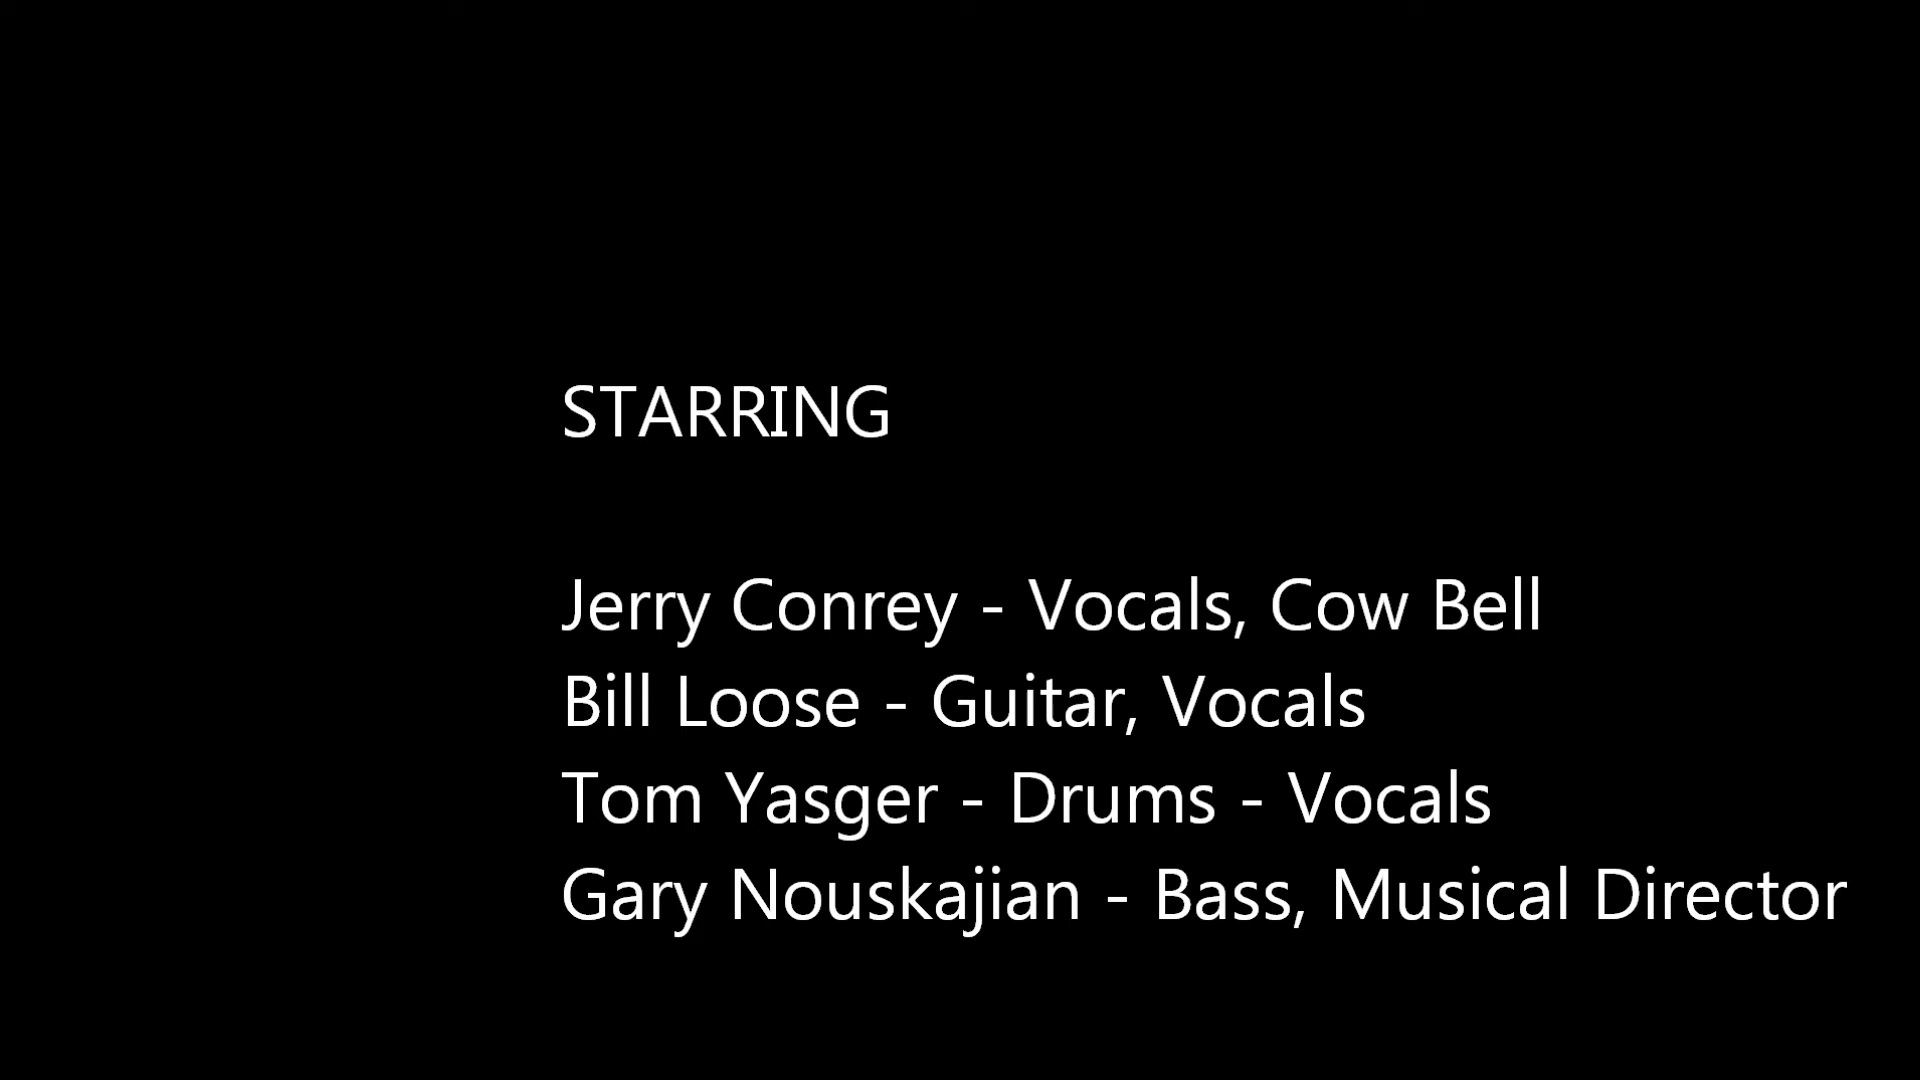 STARRING
Jerry Conrey - Vocals, Cow Bell
Bill Loose - Guitar, Vocals
Tom Yasger - Drums - Vocals
Gary Nouskajian - Bass, Musical Director